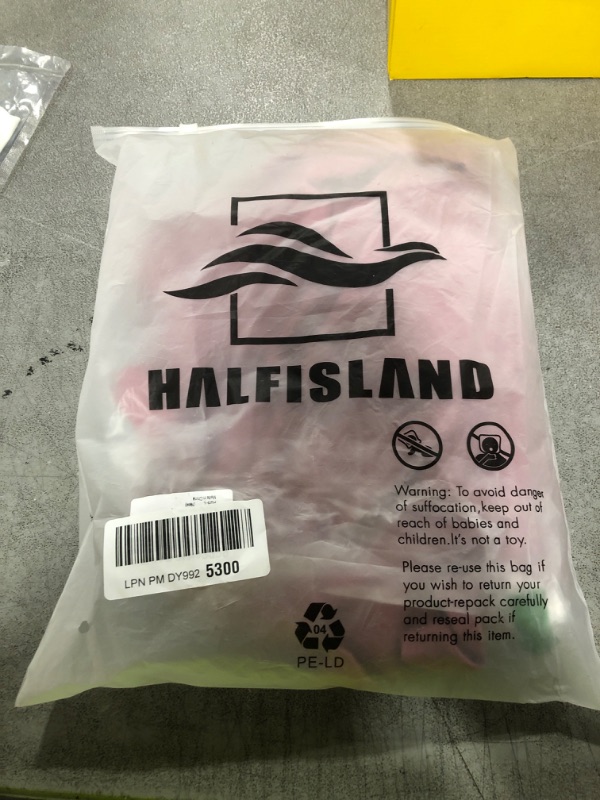 HALFISLAND
Warning: To avoid danger
of suffocation,keep out of
reach of babies and
children.It's not a toy.
LPN PM DY992 5300
Please re-use this bag if
you wish to return your
product-repack carefully
and reseal pack if
returning this item.
04
PE-LD